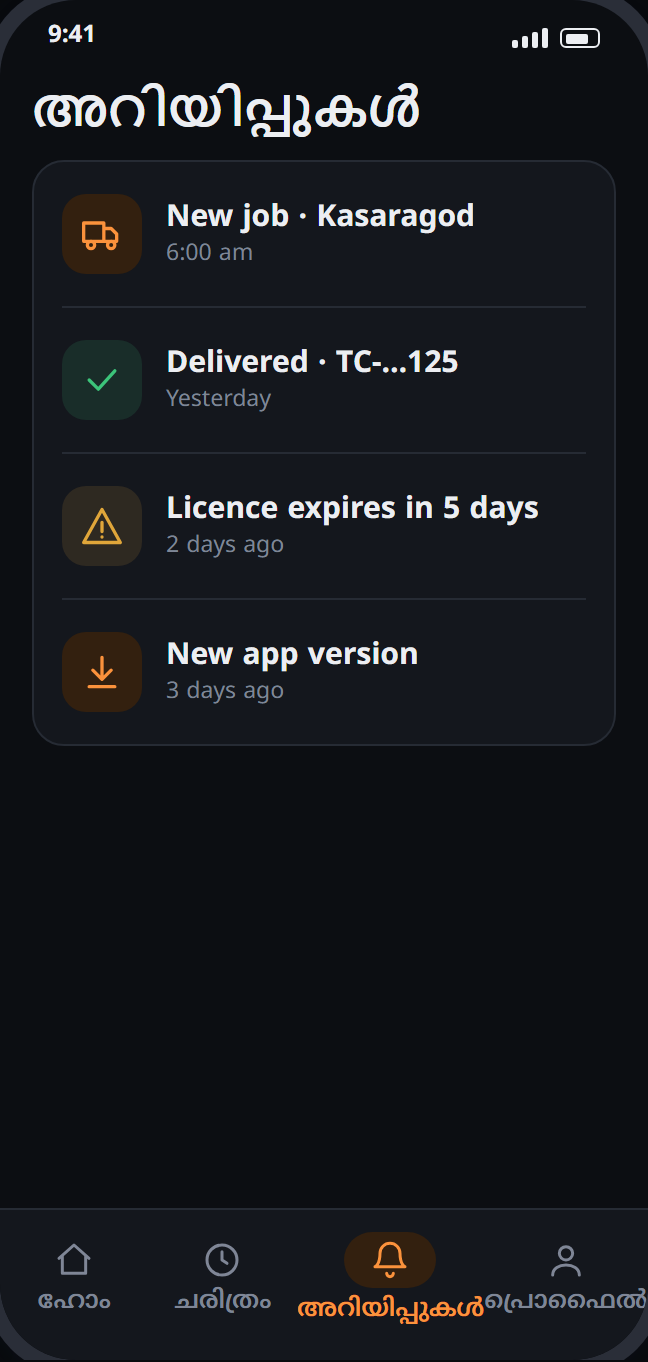 9:41
അറിയിപ്പുകൾ
New job · Kasaragod
6:00 am
Delivered · TC-...125
Yesterday
Licence expires in 5 days
2 days ago
New app version
3 days ago
ഹോം
ചരിത്രം
അറിയിപ്പുകൾ
പ്രൊഫൈൽ